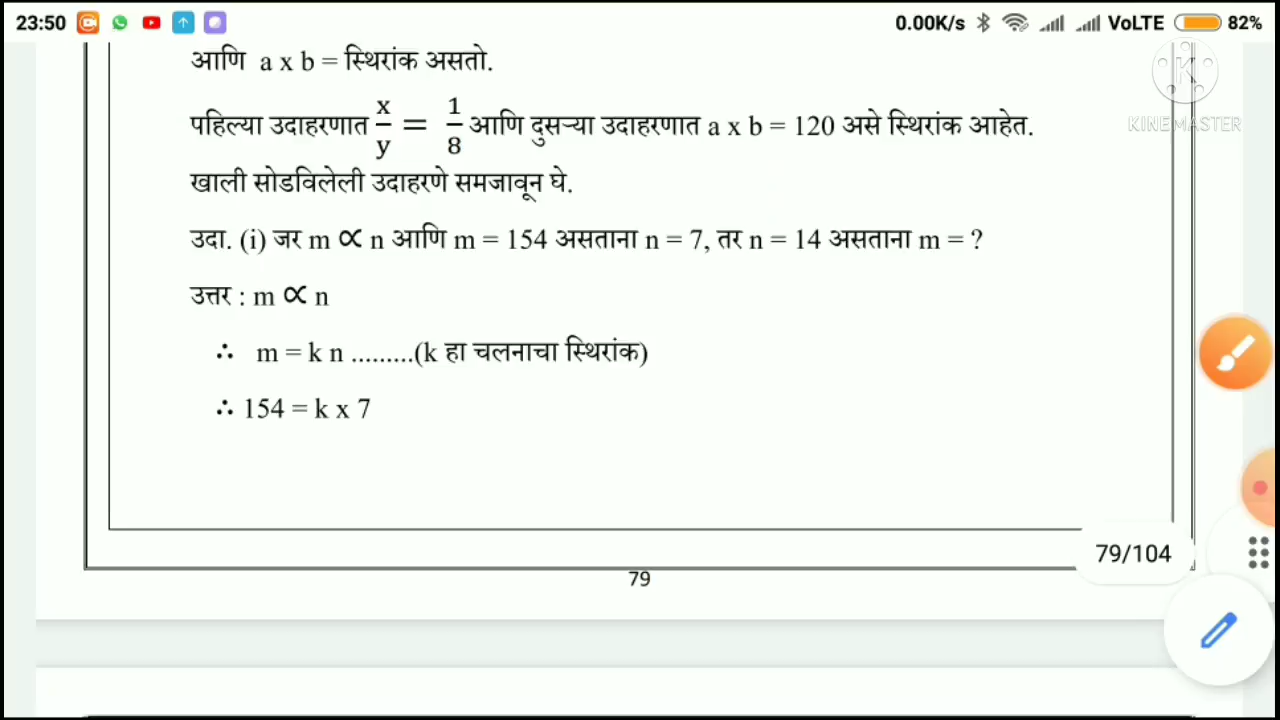 23:50 0.00K/s VoLTE 82%
आणि a x b = स्थिरांक असतो.
KINEMASTER
पहिल्या उदाहरणात x/y = 1/8 आणि दुसऱ्या उदाहरणात a x b = 120 असे स्थिरांक आहेत.
खाली सोडविलेली उदाहरणे समजावून घे.
उदा. (i) जर m ∝ n आणि m = 154 असताना n = 7, तर n = 14 असताना m = ?
उत्तर : m ∝ n
∴ m = k n .........(k हा चलनाचा स्थिरांक)
∴ 154 = k x 7
79/104
79